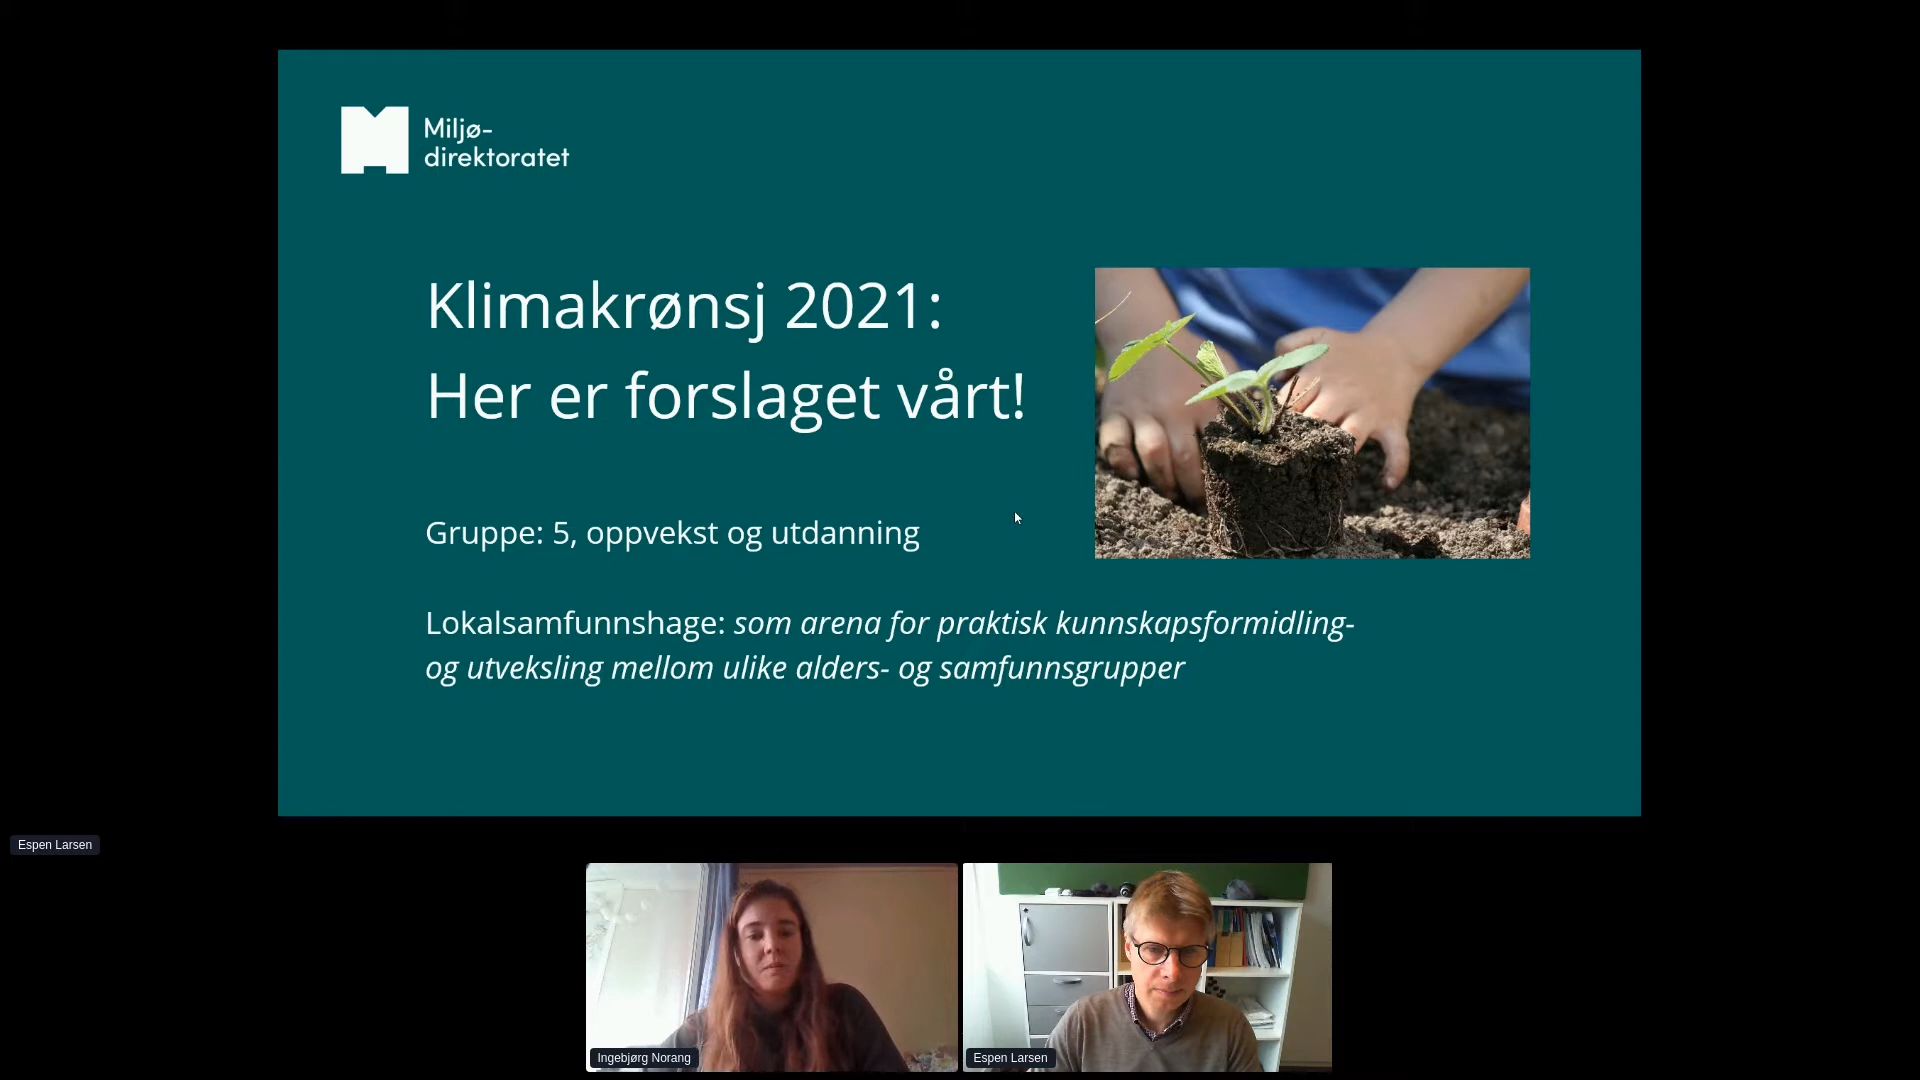 Miljø-
direktoratet
Klimakrønsj 2021:
Her er forslaget vårt!
Gruppe: 5, oppvekst og utdanning
Lokalsamfunnshage: som arena for praktisk kunnskapsformidling-
og utveksling mellom ulike alders- og samfunnsgrupper
Espen Larsen
Ingebjørg Norang
Espen Larsen